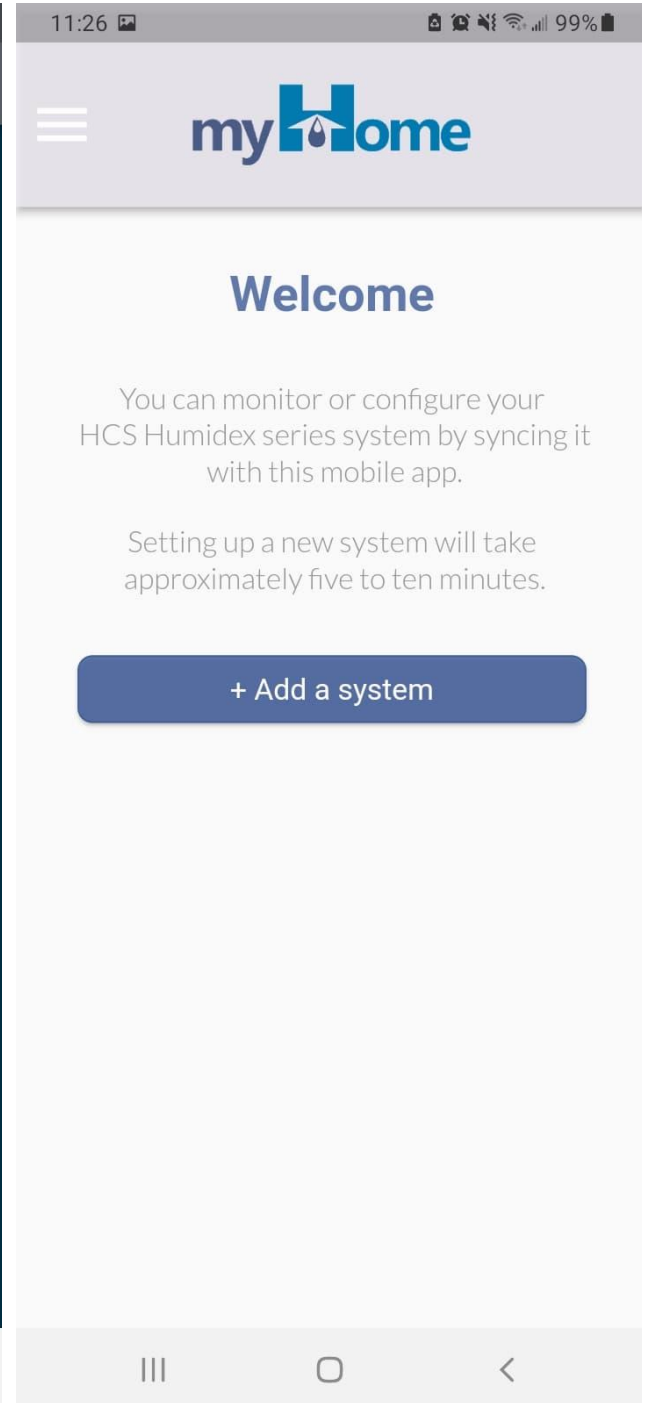 11:26 99%
myHome
Welcome
You can monitor or configure your
HCS Humidex series system by syncing it
with this mobile app.
Setting up a new system will take
approximately five to ten minutes.
+ Add a system